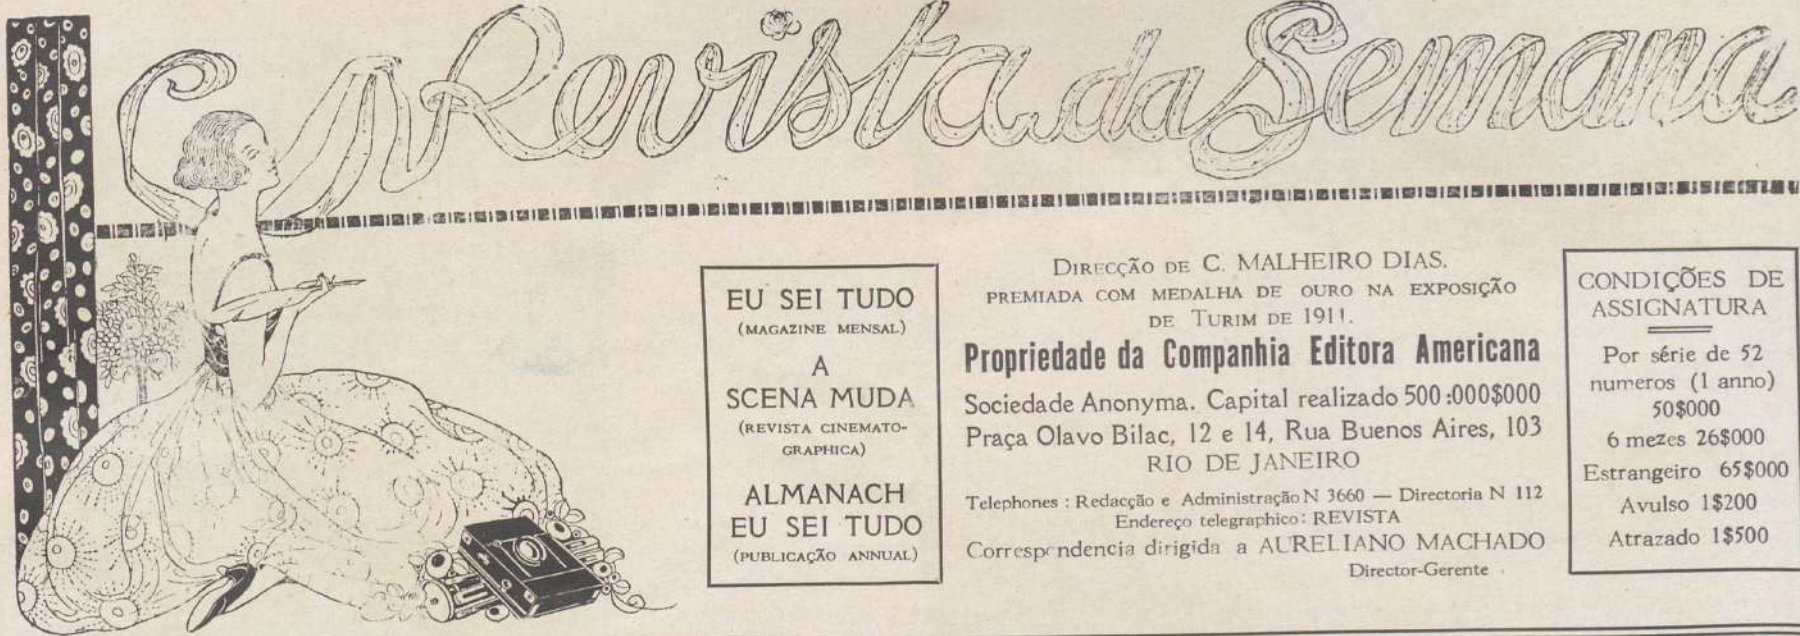 Revista da Semana
EU SEI TUDO
(MAGAZINE MENSAL)
A
SCENA MUDA
(REVISTA CINEMATO-
GRAPHICA)
ALMANACH
EU SEI TUDO
(PUBLICAÇÃO ANNUAL)
DIRECÇÃO DE C. MALHEIRO DIAS.
PREMIADA COM MEDALHA DE OURO NA EXPOSIÇÃO
DE TURIM DE 1911.
Propriedade da Companhia Editora Americana
Sociedade Anonyma. Capital realizado 500:000$000
Praça Olavo Bilac, 12 e 14, Rua Buenos Aires, 103
RIO DE JANEIRO
Telephones : Redacção e Administração N 3660 — Directoria N 112
Endereço telegraphico: REVISTA
Correspondencia dirigida a AURELIANO MACHADO
Director-Gerente
CONDIÇÕES DE
ASSIGNATURA
Por série de 52
numeros (1 anno)
50$000
6 mezes 26$000
Estrangeiro 65$000
Avulso 1$200
Atrazado 1$500